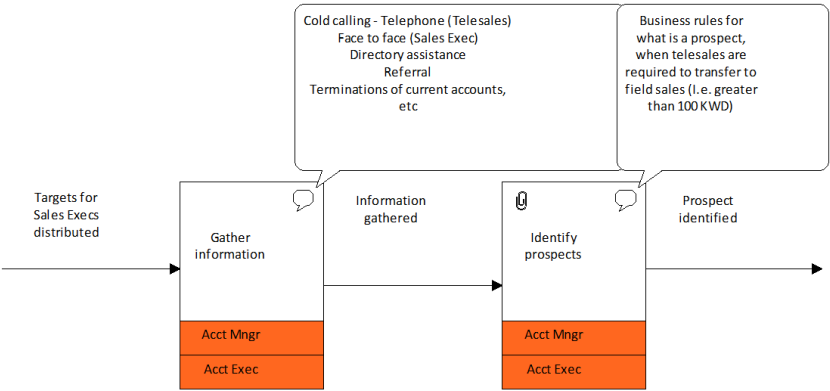 Cold calling - Telephone (Telesales)
Face to face (Sales Exec)
Directory assistance
Referral
Terminations of current accounts,
etc
Business rules for
what is a prospect,
when telesales are
required to transfer to
field sales (I.e. greater
than 100 KWD)
Targets for
Sales Execs
distributed
Gather
information
Acct Mngr
Acct Exec
Information
gathered
Identify
prospects
Acct Mngr
Acct Exec
Prospect
identified